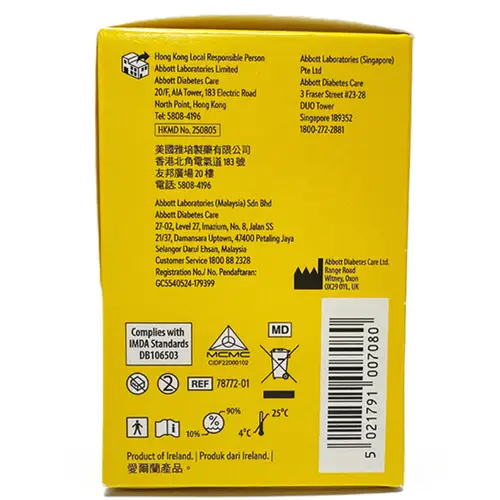 Hong Kong Local Responsible Person
Abbott Laboratories Limited
Abbott Diabetes Care
20/F, AIA Tower, 183 Electric Road
North Point, Hong Kong
Tel: 5808-4196
HKMD No. 250805
美國雅培製藥有限公司
香港北角電氣道 183 號
友邦廣場 20 樓
電話: 5808-4196
Abbott Laboratories (Singapore)
Pte Ltd
Abbott Diabetes Care
3 Fraser Street #23-28
DUO Tower
Singapore 189352
1800-272-2881
Abbott Laboratories (Malaysia) Sdn Bhd
Abbott Diabetes Care
27-02, Level 27, Imazium, No. 8, Jalan SS
21/37, Damansara Uptown, 47400 Petaling Jaya
Selangor Darul Ehsan, Malaysia
Customer Service 1800 88 2328
Registration No./ No. Pendaftaran:
GC5540524-179399
Abbott Diabetes Care Ltd.
Range Road
Witney, Oxon
OX29 0YL, UK
Complies with
IMDA Standards
DB106503
MCMC
CIDF22000102
MD
2
REF 78772-01
10%
90%
4°C
25°C
5 021791 007080
Product of Ireland. | Produk dari Ireland. |
愛爾蘭產品。